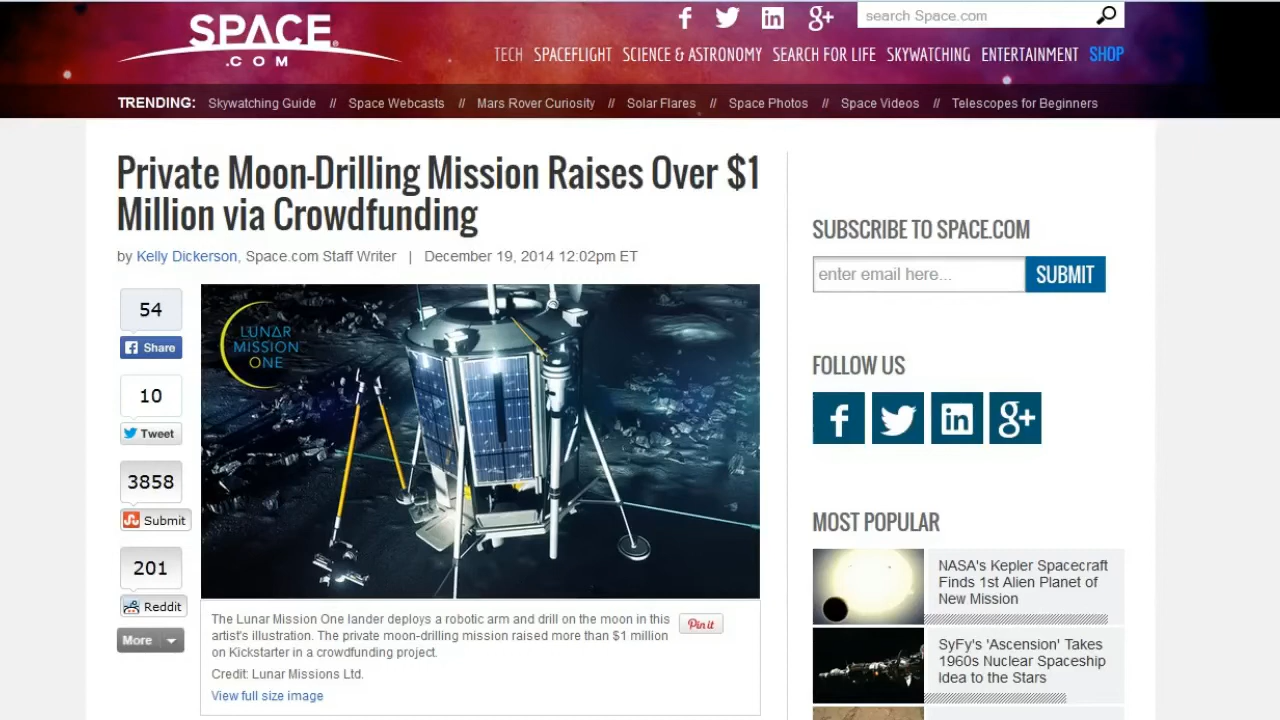 SPACE
.COM
search Space.com
TECH SPACEFLIGHT SCIENCE & ASTRONOMY SEARCH FOR LIFE SKYWATCHING ENTERTAINMENT SHOP
TRENDING: Skywatching Guide // Space Webcasts // Mars Rover Curiosity // Solar Flares // Space Photos // Space Videos // Telescopes for Beginners
Private Moon-Drilling Mission Raises Over $1
Million via Crowdfunding
by Kelly Dickerson, Space.com Staff Writer | December 19, 2014 12:02pm ET
54
Share
10
Tweet
3858
Submit
201
Reddit
More
LUNAR
MISSION
ONE
The Lunar Mission One lander deploys a robotic arm and drill on the moon in this
artist's illustration. The private moon-drilling mission raised more than $1 million
on Kickstarter in a crowdfunding project.
Credit: Lunar Missions Ltd.
View full size image
Pin it
SUBSCRIBE TO SPACE.COM
enter email here...
SUBMIT
FOLLOW US
MOST POPULAR
NASA's Kepler Spacecraft
Finds 1st Alien Planet of
New Mission
SyFy's 'Ascension' Takes
1960s Nuclear Spaceship
Idea to the Stars